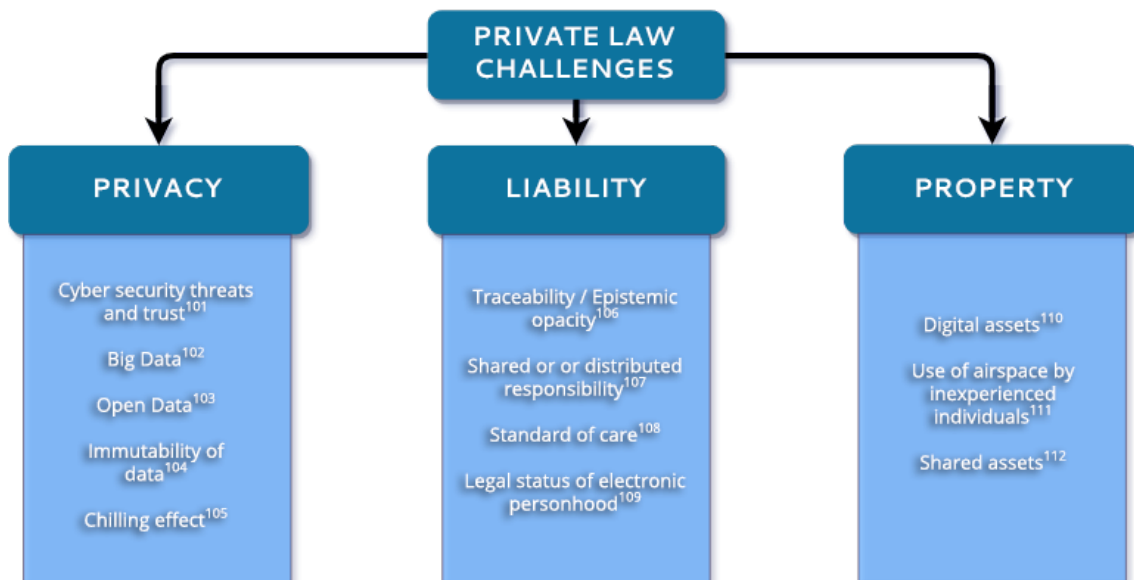 PRIVATE LAW
CHALLENGES
PRIVACY
Cyber security threats
and trust101
Big Data102
Open Data103
Immutability of
data104
Chilling effect105
LIABILITY
Traceability / Epistemic
opacity106
Shared or or distributed
responsibility107
Standard of care108
Legal status of electronic
personhood109
PROPERTY
Digital assets110
Use of airspace by
inexperienced
individuals111
Shared assets112